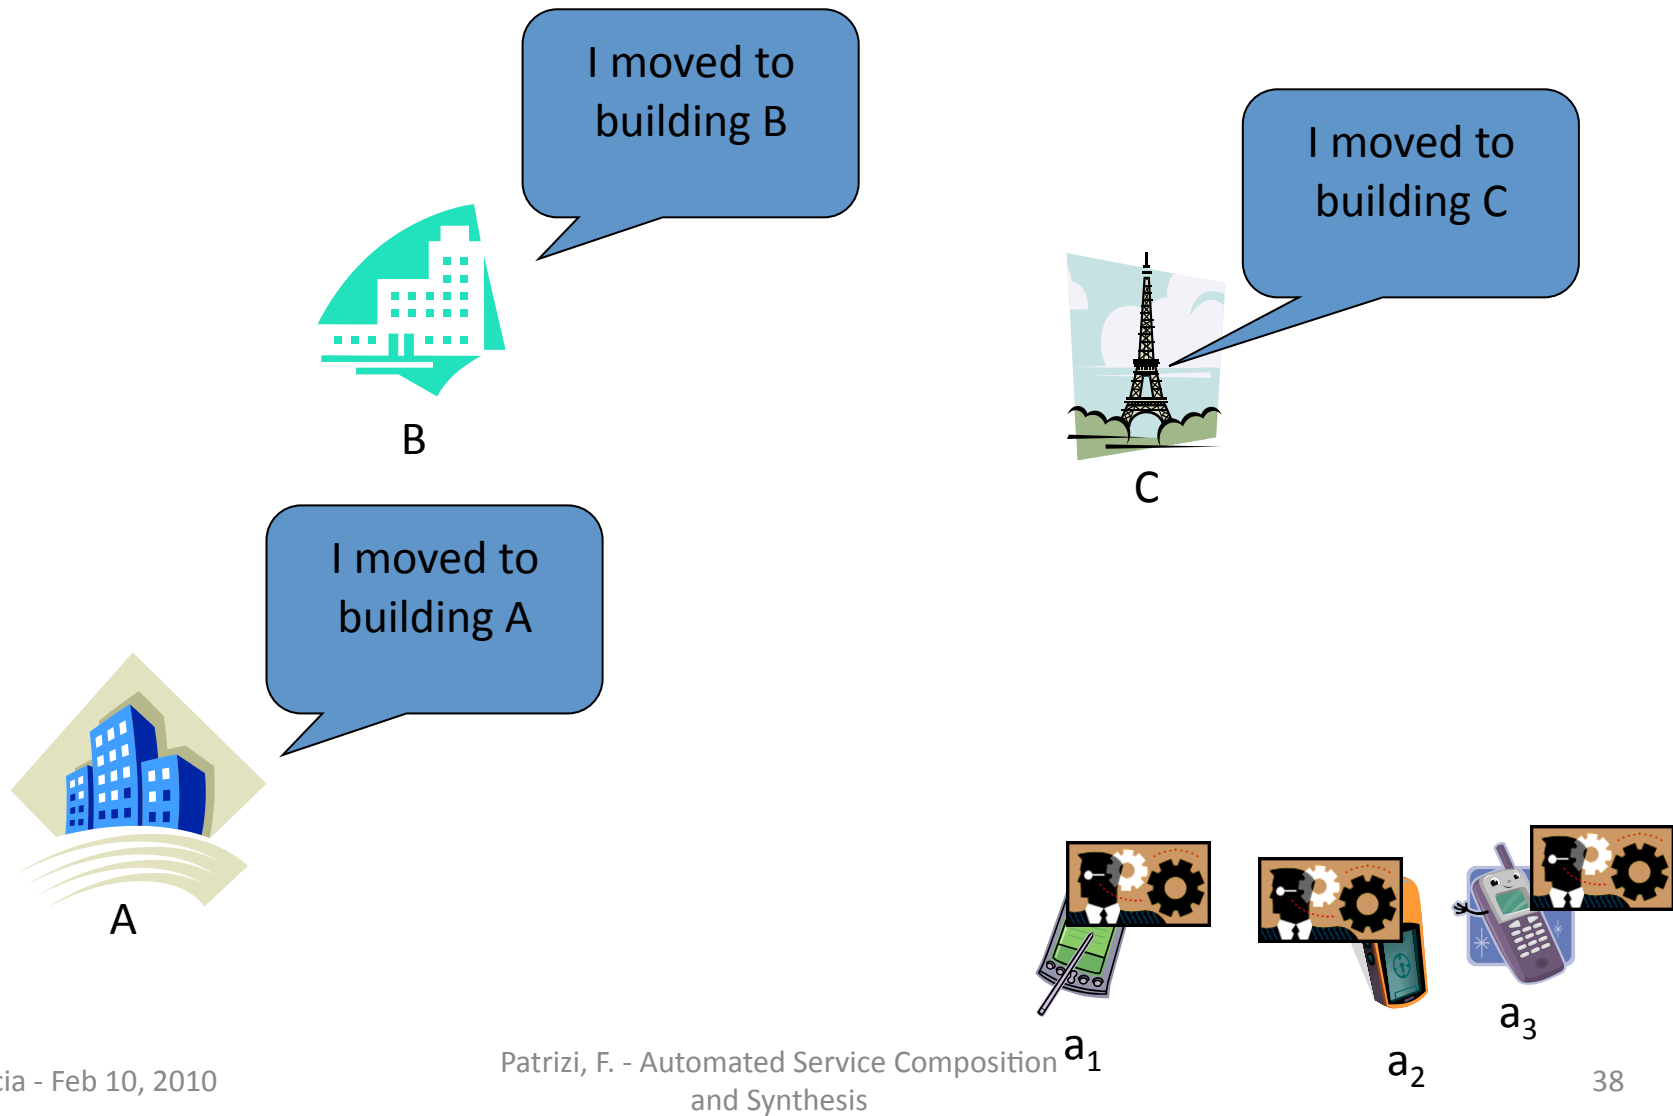 I moved to
building B
I moved to
building C
B
C
I moved to
building A
A
a₁
a₂
a₃
cia - Feb 10, 2010
Patrizi, F. - Automated Service Composition
and Synthesis
38